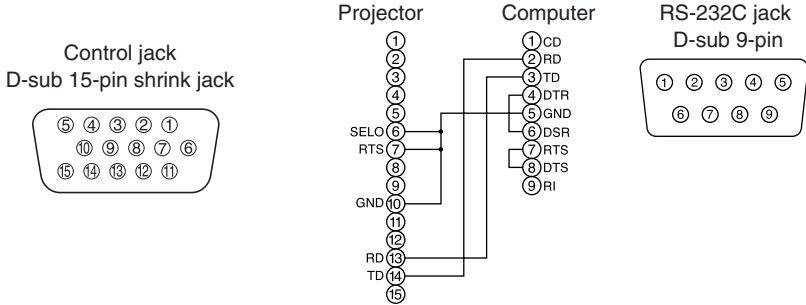 Control jack
D-sub 15-pin shrink jack
⑤ ④ ③ ② ①
⑩ ⑨ ⑧ ⑦ ⑥
⑮ ⑭ ⑬ ⑫ ⑪
Projector
①
②
③
④
⑤
SELO ⑥
RTS ⑦
⑧
⑨
GND ⑩
⑪
⑫
RD ⑬
TD ⑭
⑮
Computer
① CD
② RD
③ TD
④ DTR
⑤ GND
⑥ DSR
⑦ RTS
⑧ DTS
⑨ RI
RS-232C jack
D-sub 9-pin
① ② ③ ④ ⑤
⑥ ⑦ ⑧ ⑨